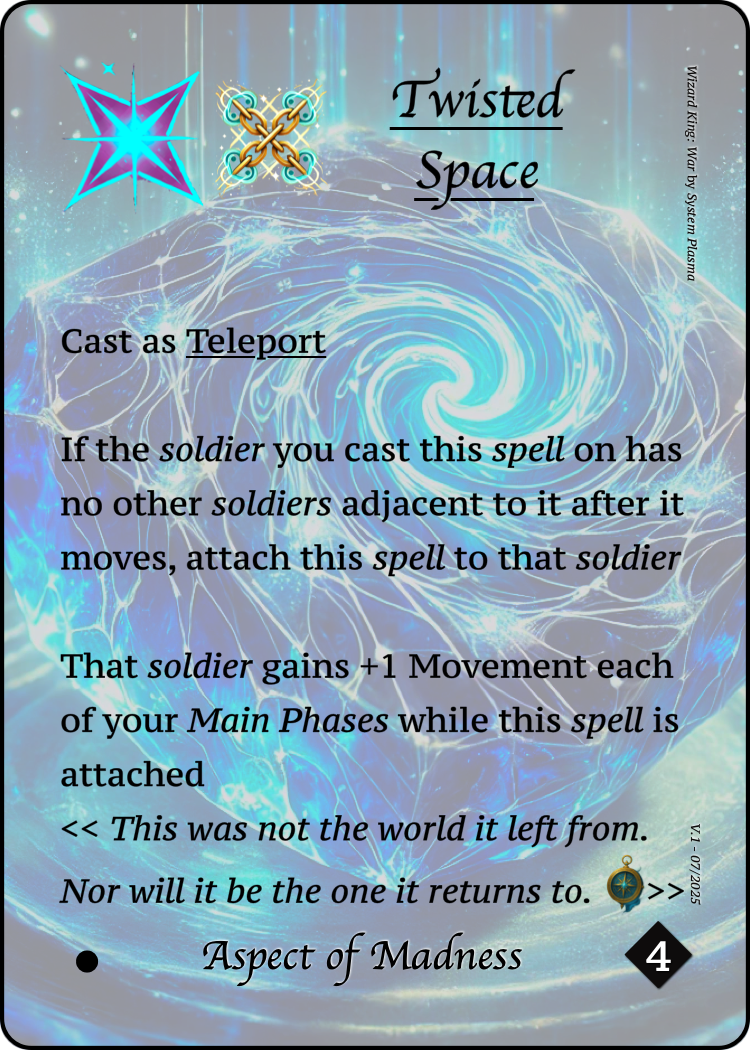 Twisted
Space
Wizard King: War by System Plasma
Cast as Teleport
If the soldier you cast this spell on has
no other soldiers adjacent to it after it
moves, attach this spell to that soldier
That soldier gains +1 Movement each
of your Main Phases while this spell is
attached
<< This was not the world it left from.
Nor will it be the one it returns to. >>
V.1 - 07/2025
Aspect of Madness
4